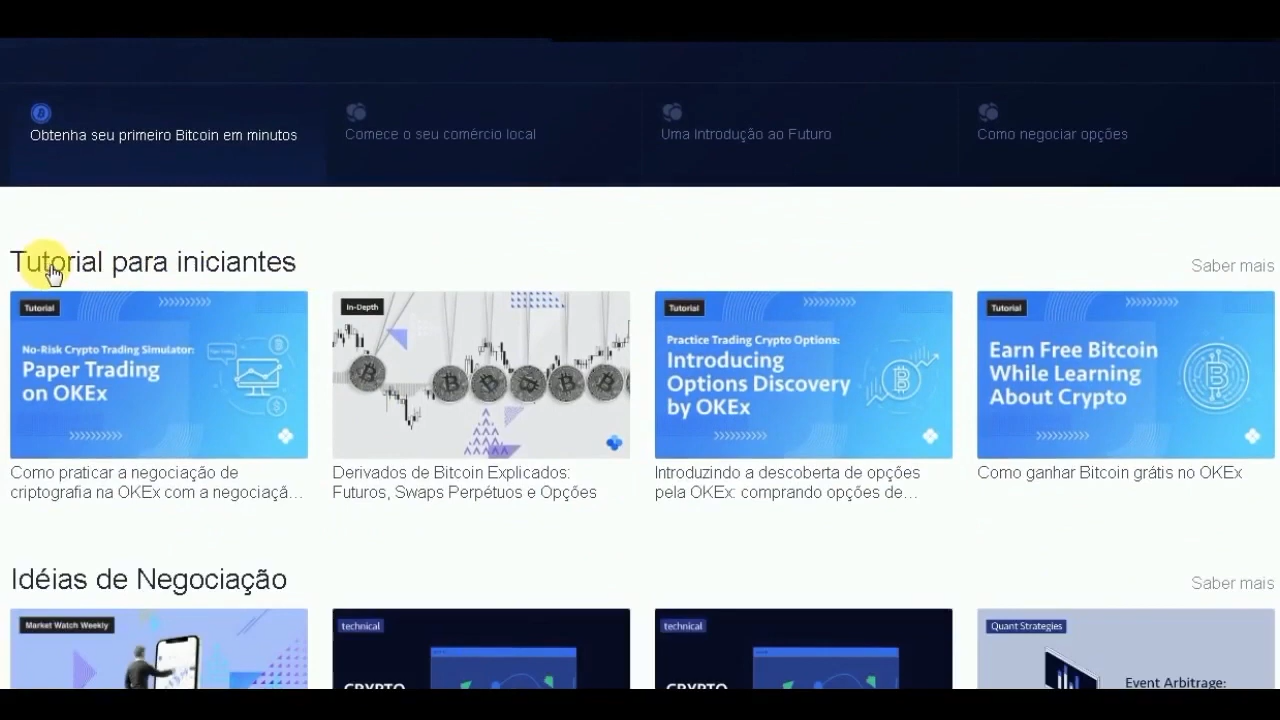 Obtenha seu primeiro Bitcoin em minutos
Comece o seu comércio local
Uma Introdução ao Futuro
Como negociar opções
Tutorial para iniciantes
Saber mais
Tutorial
No-Risk Crypto Trading Simulator:
Paper Trading
on OKEx
In-Depth
Tutorial
Practice Trading Crypto Options:
Introducing
Options Discovery
by OKEx
Tutorial
Earn Free Bitcoin
While Learning
About Crypto
Como praticar a negociação de
criptografia na OKEx com a negociaçã…
Derivados de Bitcoin Explicados:
Futuros, Swaps Perpétuos e Opções
Introduzindo a descoberta de opções
pela OKEx: comprando opções de…
Como ganhar Bitcoin grátis no OKEx
Idéias de Negociação
Saber mais
Market Watch Weekly
technical
CRYPTO
technical
CRYPTO
Quant Strategies
Event Arbitrage: